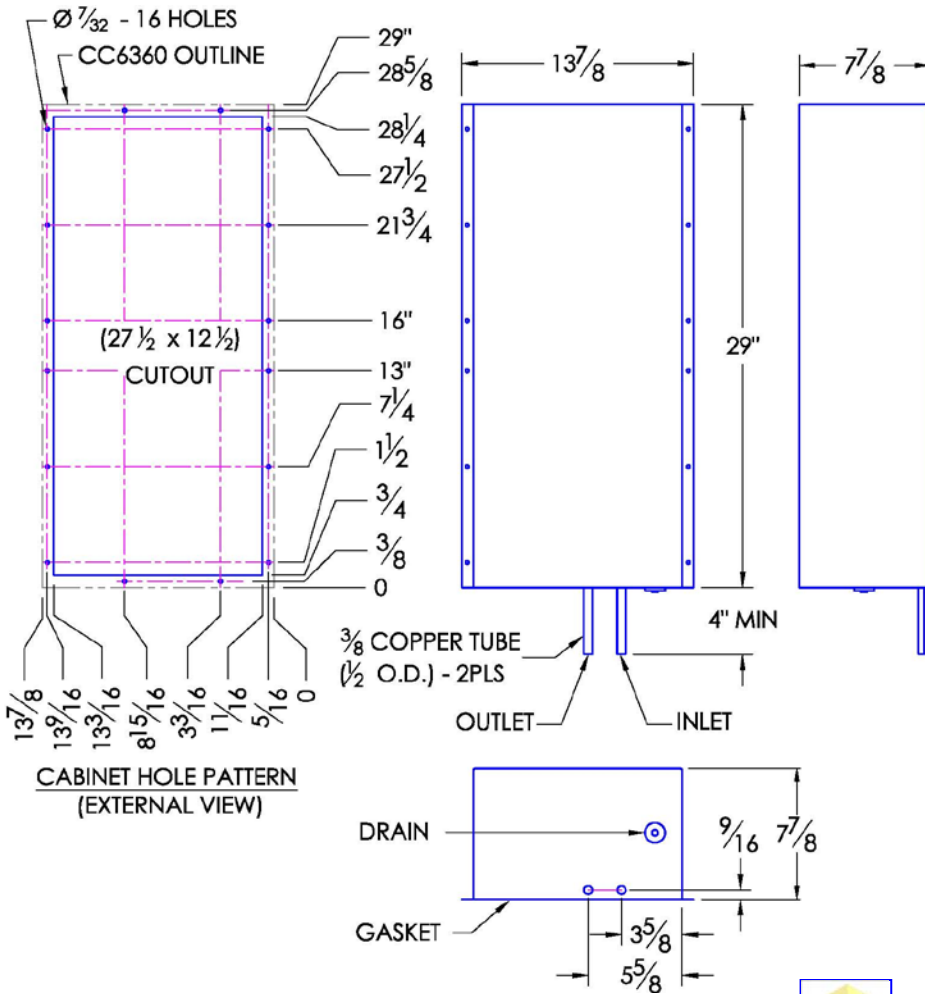 Ø 7/32 - 16 HOLES
CC6360 OUTLINE
29"
28 5/8
28 1/4
27 1/2
21 3/4
16"
13"
7 1/4
1 1/2
3/4
3/8
0
(27 1/2 x 12 1/2)
CUTOUT
13 7/8
13 9/16
13 3/16
8 15/16
3 3/16
11/16
5/16
0
CABINET HOLE PATTERN
(EXTERNAL VIEW)
13 7/8
7 7/8
29"
4" MIN
3/8 COPPER TUBE
(1/2 O.D.) - 2PLS
OUTLET
INLET
DRAIN
GASKET
9/16
7 7/8
3 5/8
5 5/8